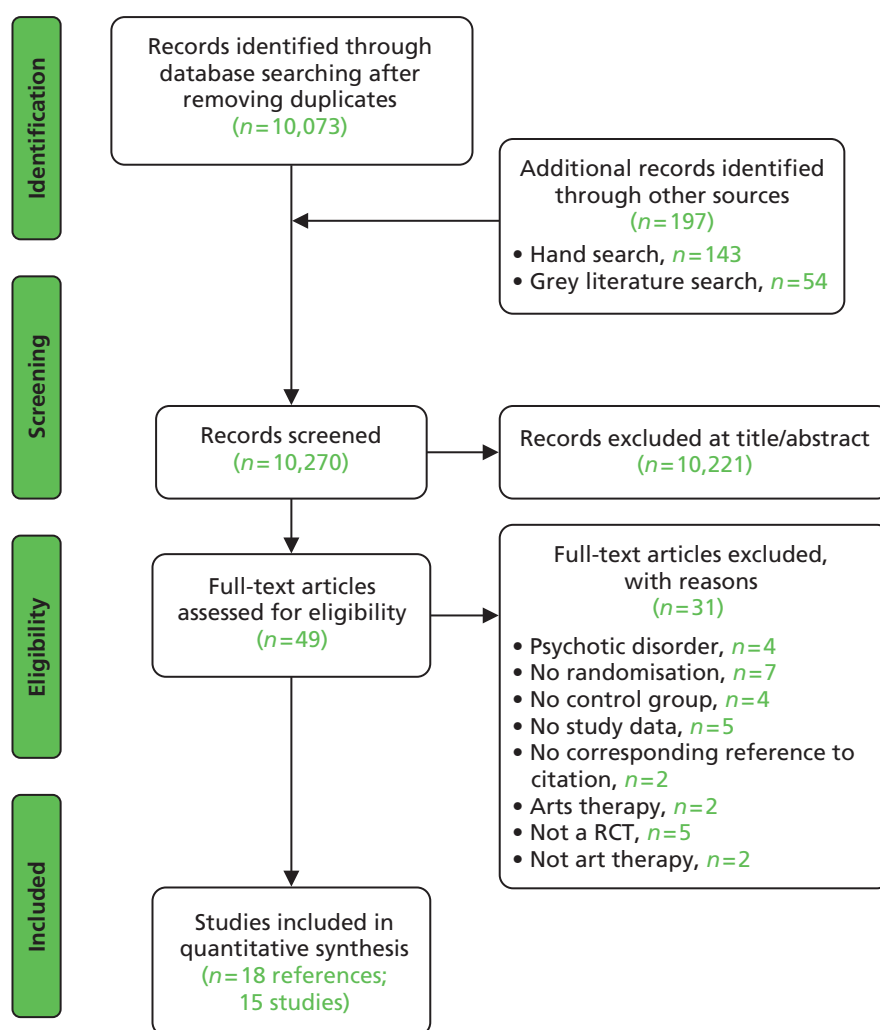 Identification
Records identified through
database searching after
removing duplicates
(n=10,073)
Additional records identified
through other sources
(n=197)
• Hand search, n=143
• Grey literature search, n=54
Screening
Records screened
(n=10,270)
Records excluded at title/abstract
(n=10,221)
Eligibility
Full-text articles
assessed for eligibility
(n=49)
Full-text articles excluded,
with reasons
(n=31)
• Psychotic disorder, n=4
• No randomisation, n=7
• No control group, n=4
• No study data, n=5
• No corresponding reference to
citation, n=2
• Arts therapy, n=2
• Not a RCT, n=5
• Not art therapy, n=2
Included
Studies included in
quantitative synthesis
(n=18 references;
15 studies)